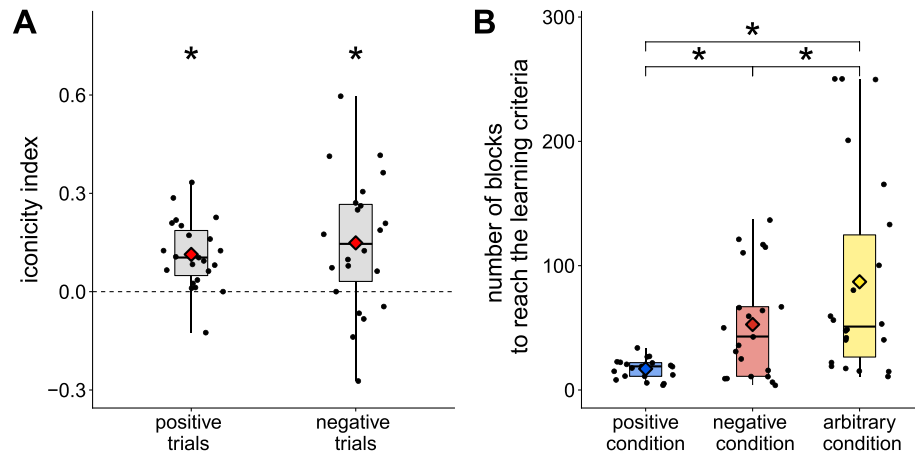 A
*
*
iconicity index
0.6
0.3
0.0
−0.3
positive
trials
negative
trials
B
*
*
*
number of blocks
to reach the learning criteria
300
200
100
0
positive
condition
negative
condition
arbitrary
condition